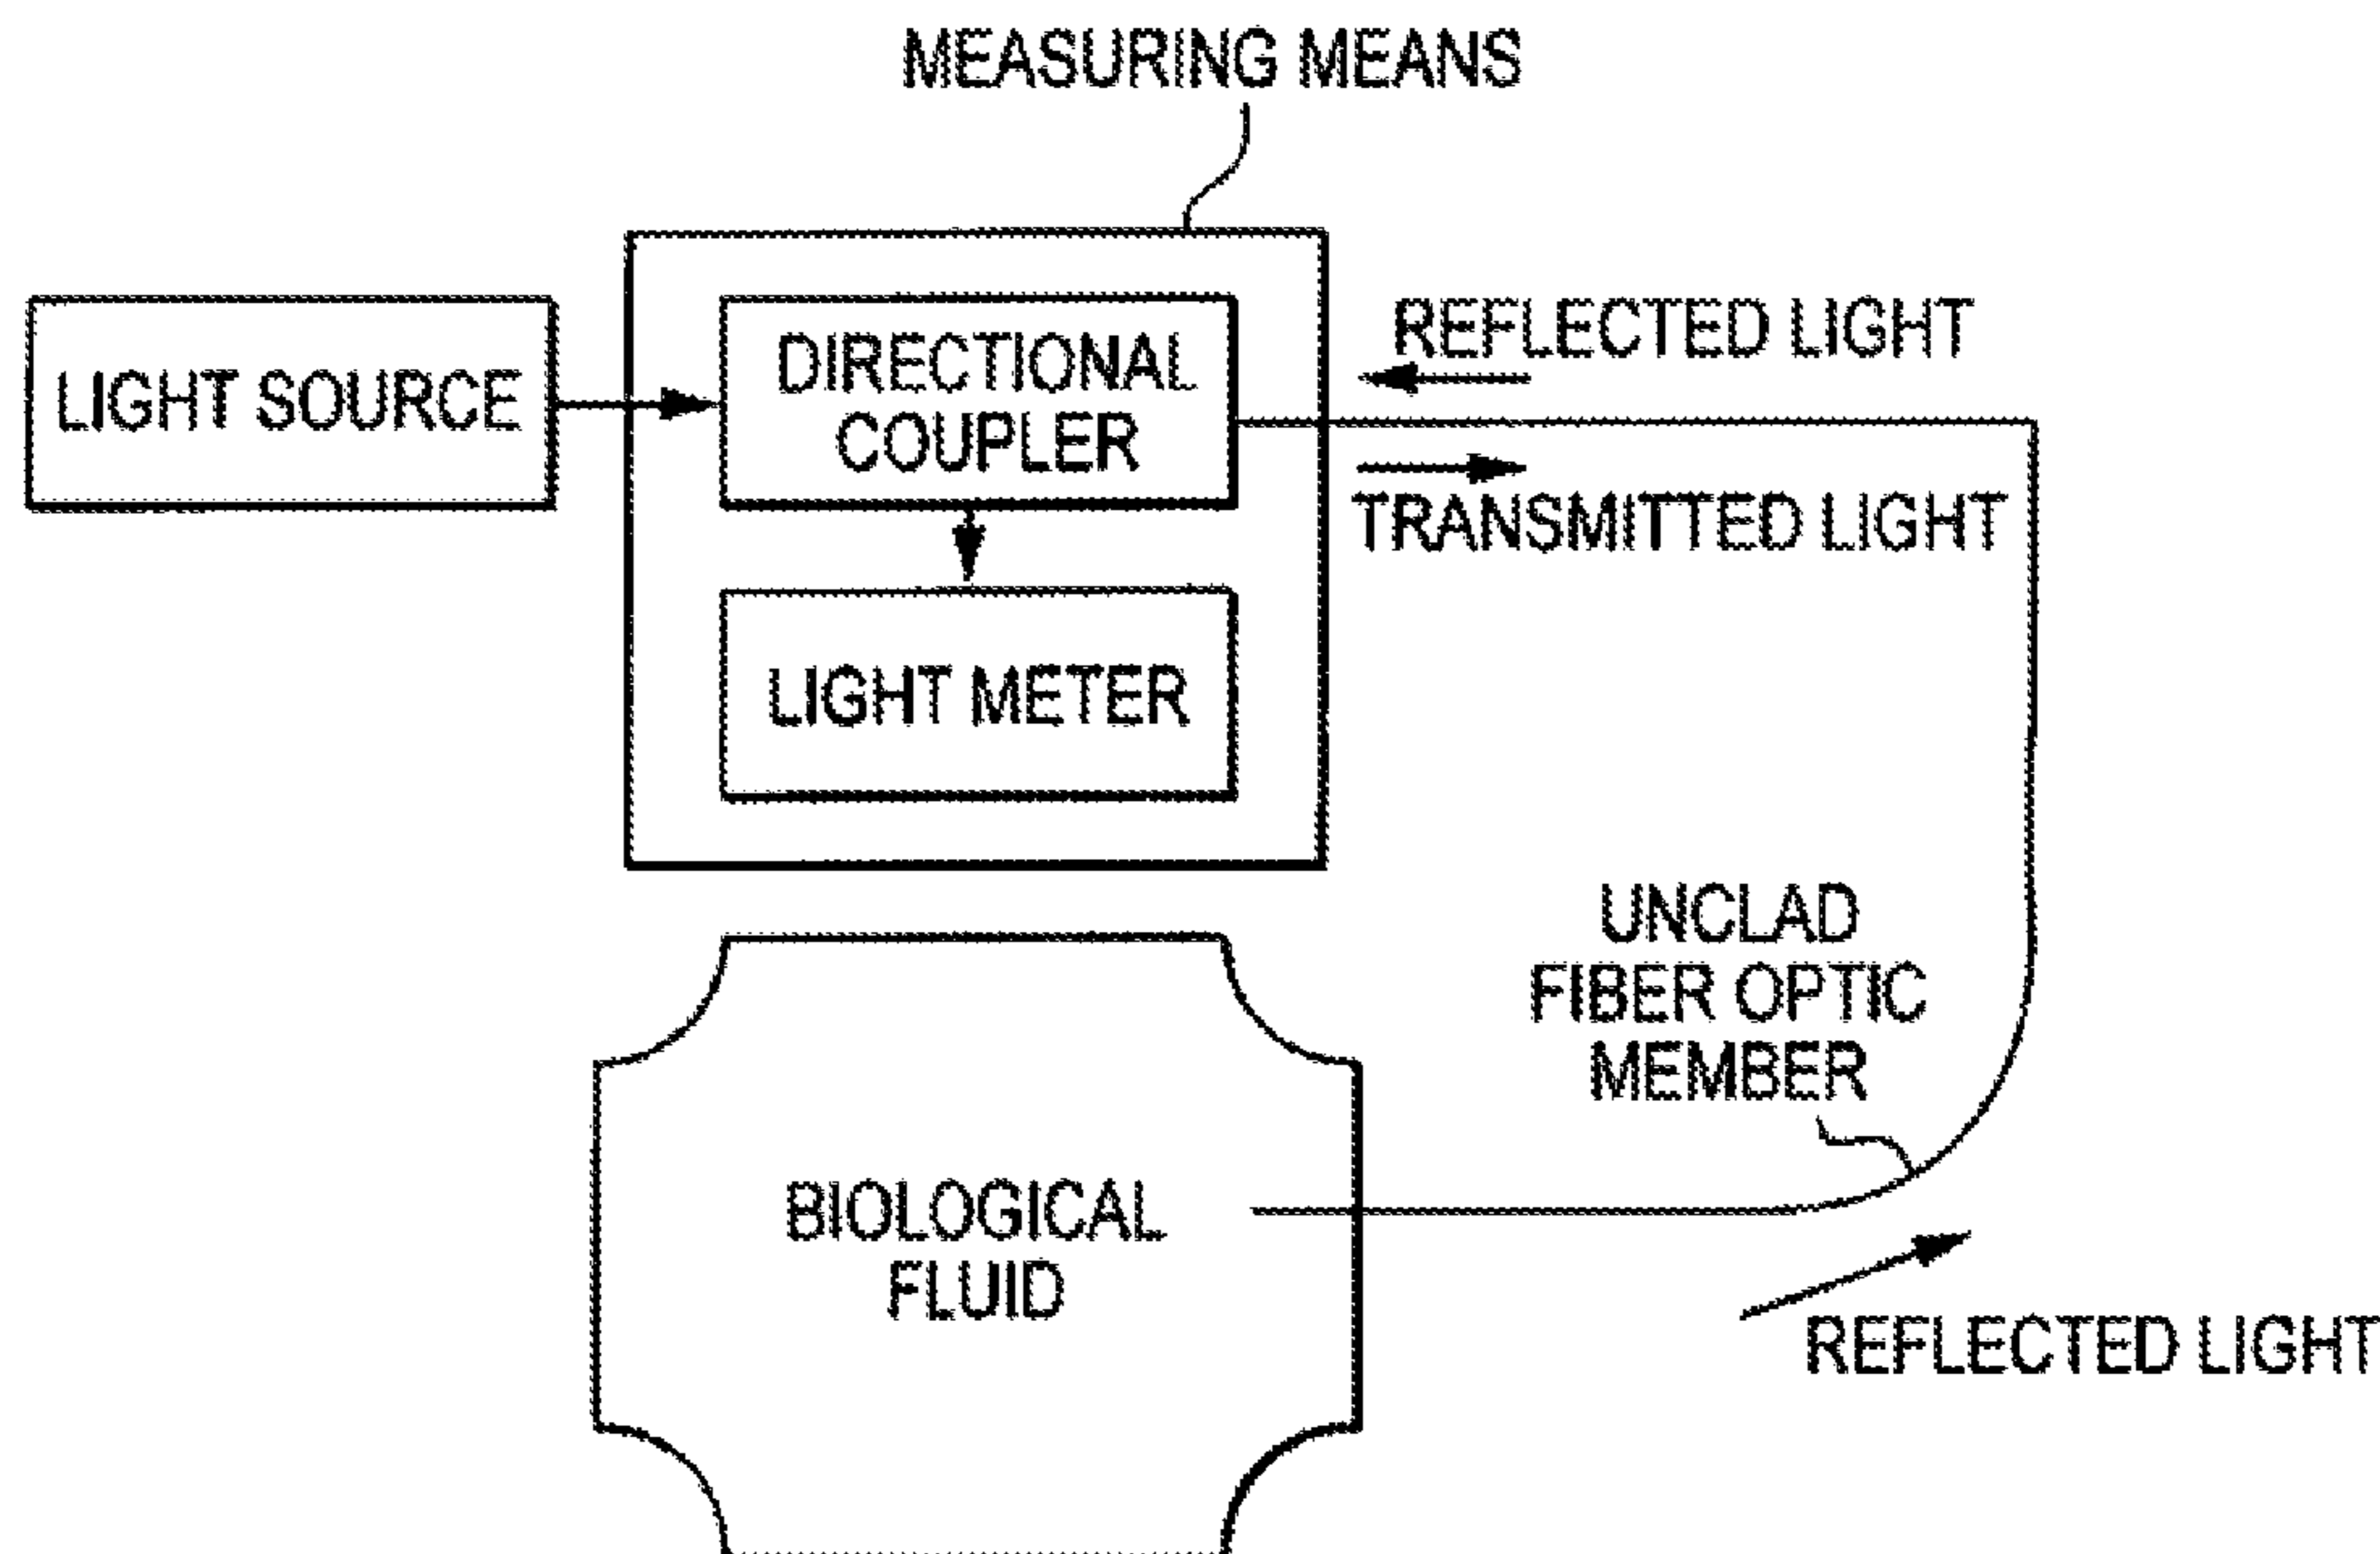 MEASURING MEANS
LIGHT SOURCE
DIRECTIONAL
COUPLER
REFLECTED LIGHT
TRANSMITTED LIGHT
LIGHT METER
UNCLAD
FIBER OPTIC
MEMBER
BIOLOGICAL
FLUID
REFLECTED LIGHT